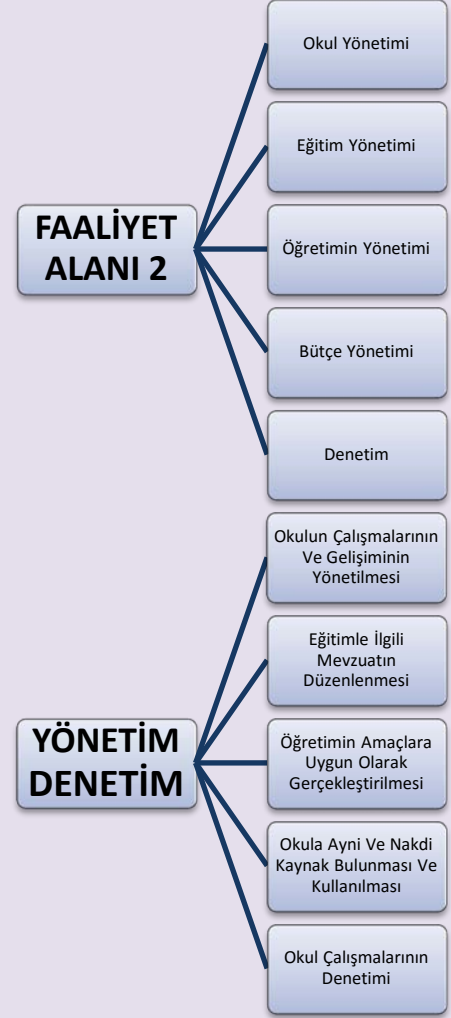 FAALİYET
ALANI 2
Okul Yönetimi
Eğitim Yönetimi
Öğretimin Yönetimi
Bütçe Yönetimi
Denetim
YÖNETİM
DENETİM
Okulun Çalışmalarının
Ve Gelişiminin
Yönetilmesi
Eğitimle İlgili
Mevzuatın
Düzenlenmesi
Öğretimin Amaçlara
Uygun Olarak
Gerçekleştirilmesi
Okula Ayni Ve Nakdi
Kaynak Bulunması Ve
Kullanılması
Okul Çalışmalarının
Denetimi